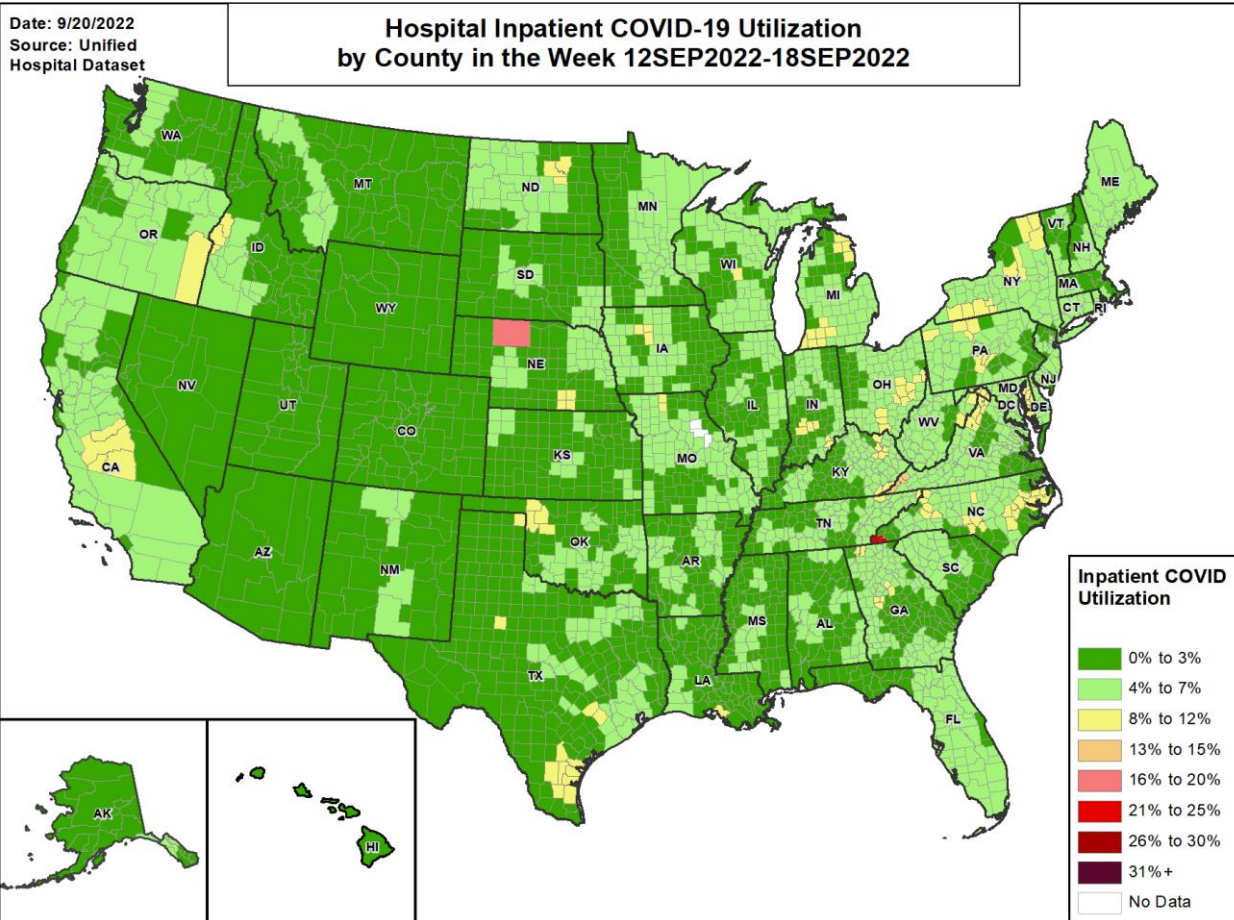 Date: 9/20/2022
Source: Unified
Hospital Dataset
Hospital Inpatient COVID-19 Utilization
by County in the Week 12SEP2022-18SEP2022
WA
MT
ND
MN
ME
OR
ID
SD
WI
MI
VT
NH
NY
MA
CT
RI
WY
NE
IA
PA
NJ
NV
UT
CO
IL
IN
OH
MD
DC
DE
WV
VA
CA
KS
MO
KY
AZ
NM
OK
AR
TN
NC
SC
TX
LA
MS
AL
GA
FL
AK
HI
Inpatient COVID
Utilization
0% to 3%
4% to 7%
8% to 12%
13% to 15%
16% to 20%
21% to 25%
26% to 30%
31%+
No Data